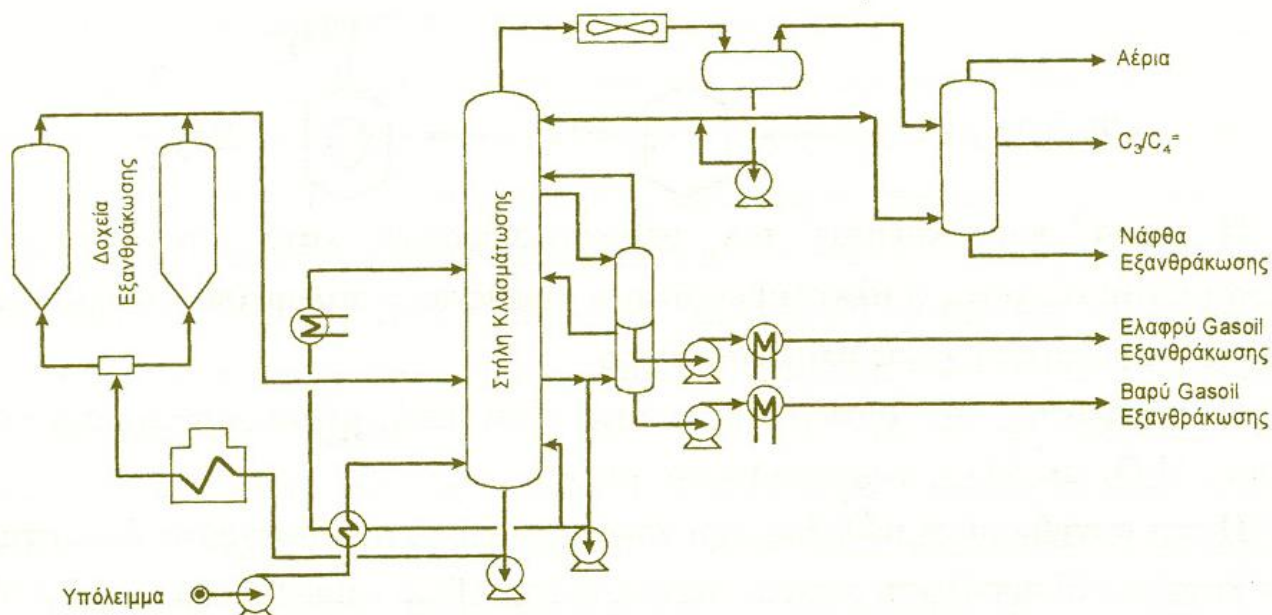 Αέρια
C₃/C₄=
Νάφθα
Εξανθράκωσης
Ελαφρύ Gasoil
Εξανθράκωσης
Βαρύ Gasoil
Εξανθράκωσης
Δοχεία
Εξανθράκωσης
Στήλη Κλασμάτωσης
Υπόλειμμα